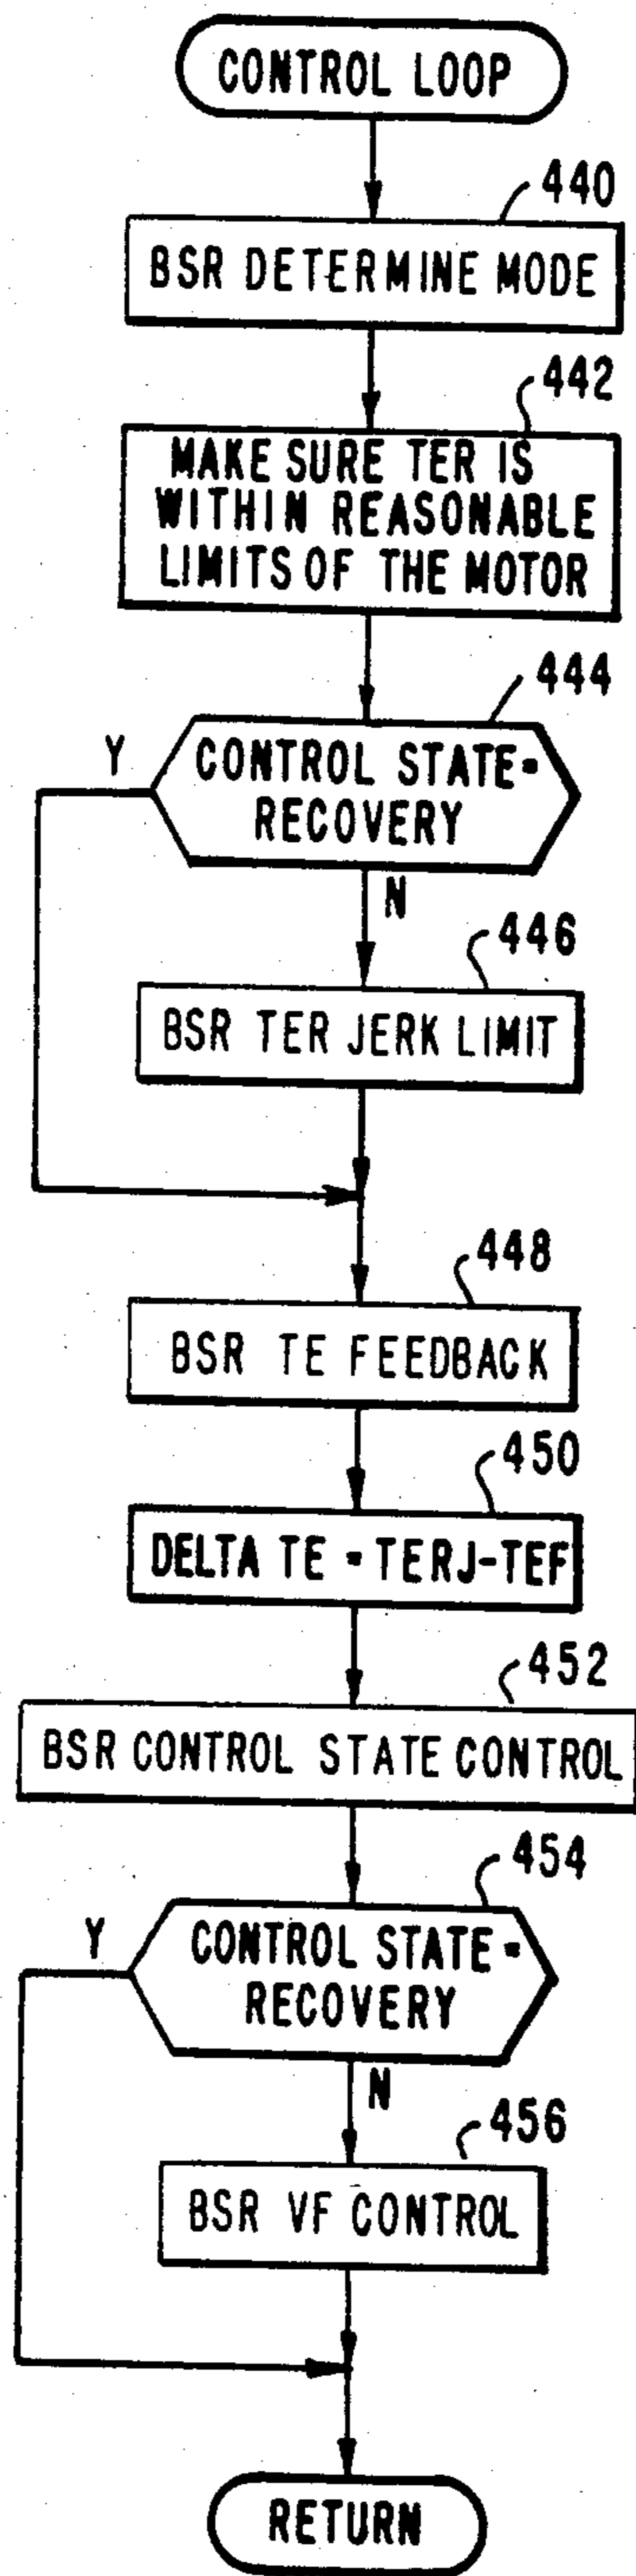 CONTROL LOOP
440
BSR DETERMINE MODE
442
MAKE SURE TER IS
WITHIN REASONABLE
LIMITS OF THE MOTOR
444
Y
CONTROL STATE=
RECOVERY
N
446
BSR TER JERK LIMIT
448
BSR TE FEEDBACK
450
DELTA TE = TERJ-TEF
452
BSR CONTROL STATE CONTROL
454
Y
CONTROL STATE=
RECOVERY
N
456
BSR VF CONTROL
RETURN